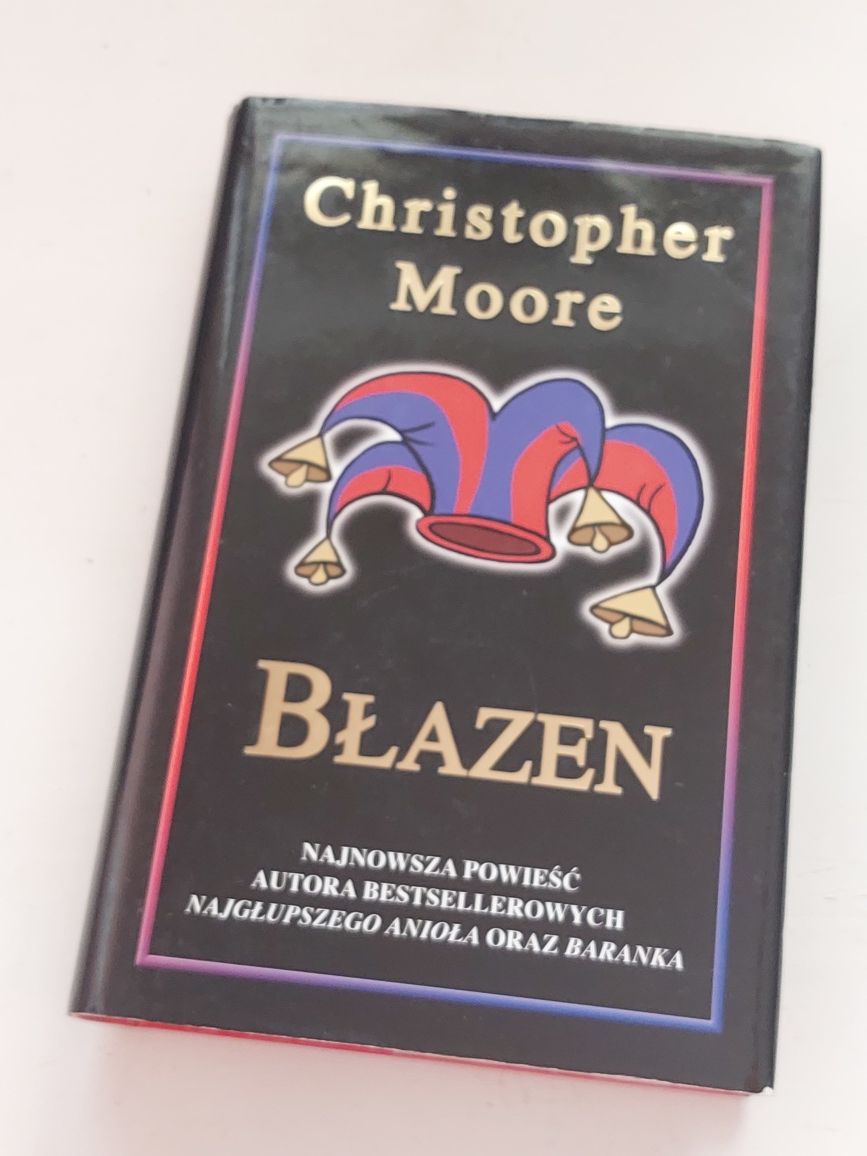 Christopher
Moore
BŁAZEN
NAJNOWSZA POWIEŚĆ
AUTORA BESTSELLEROWYCH
NAJGŁUPSZEGO ANIOŁA ORAZ BARANKA